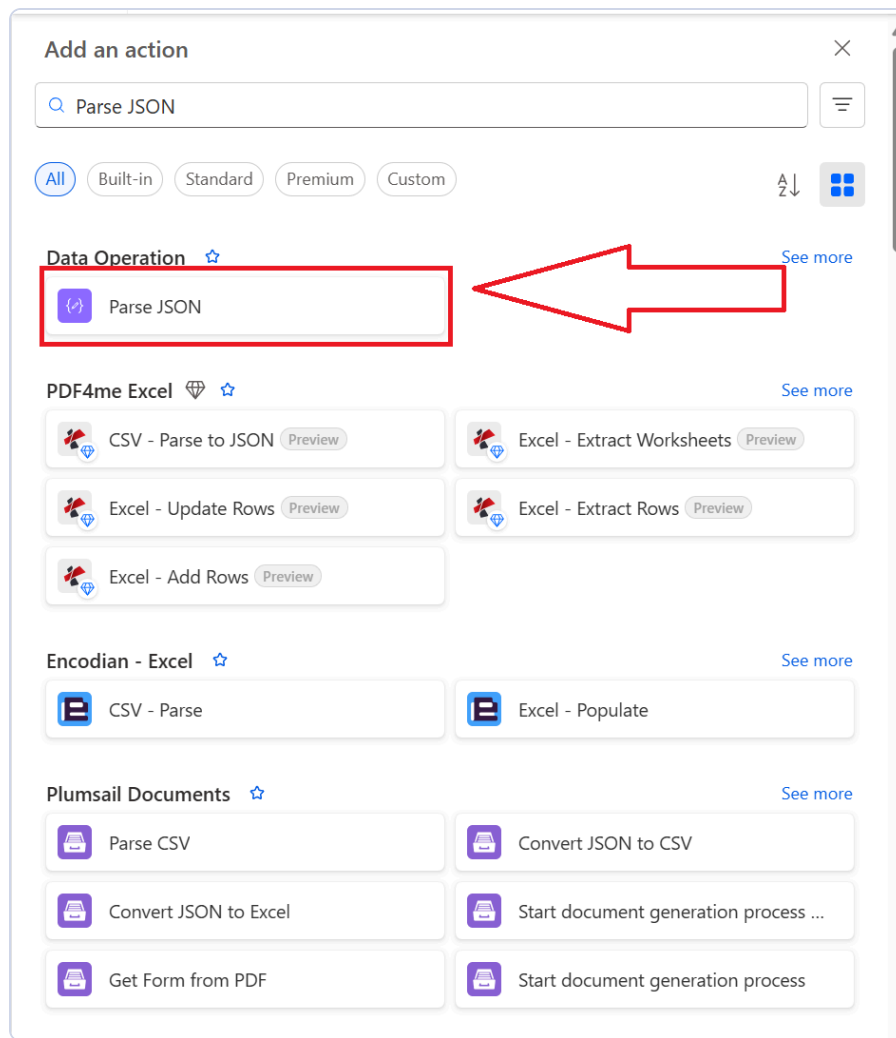 Add an action
Parse JSON
All Built-in Standard Premium Custom
A
Z
Data Operation See more
Parse JSON
PDF4me Excel See more
CSV - Parse to JSON Preview Excel - Extract Worksheets Preview
Excel - Update Rows Preview Excel - Extract Rows Preview
Excel - Add Rows Preview
Encodian - Excel See more
CSV - Parse Excel - Populate
Plumsail Documents See more
Parse CSV Convert JSON to CSV
Convert JSON to Excel Start document generation process ...
Get Form from PDF Start document generation process